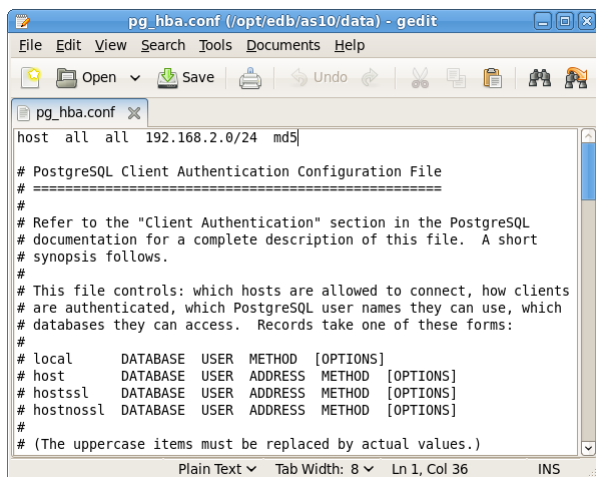 pg_hba.conf (/opt/edb/as10/data) - gedit
File Edit View Search Tools Documents Help
Open Save Undo
pg_hba.conf
host  all  all  192.168.2.0/24  md5
# PostgreSQL Client Authentication Configuration File
# ===================================================
#
# Refer to the "Client Authentication" section in the PostgreSQL
# documentation for a complete description of this file.  A short
# synopsis follows.
#
# This file controls: which hosts are allowed to connect, how clients
# are authenticated, which PostgreSQL user names they can use, which
# databases they can access.  Records take one of these forms:
#
# local      DATABASE  USER  METHOD  [OPTIONS]
# host       DATABASE  USER  ADDRESS  METHOD  [OPTIONS]
# hostssl    DATABASE  USER  ADDRESS  METHOD  [OPTIONS]
# hostnossl  DATABASE  USER  ADDRESS  METHOD  [OPTIONS]
#
# (The uppercase items must be replaced by actual values.)
Plain Text Tab Width: 8 Ln 1, Col 36 INS